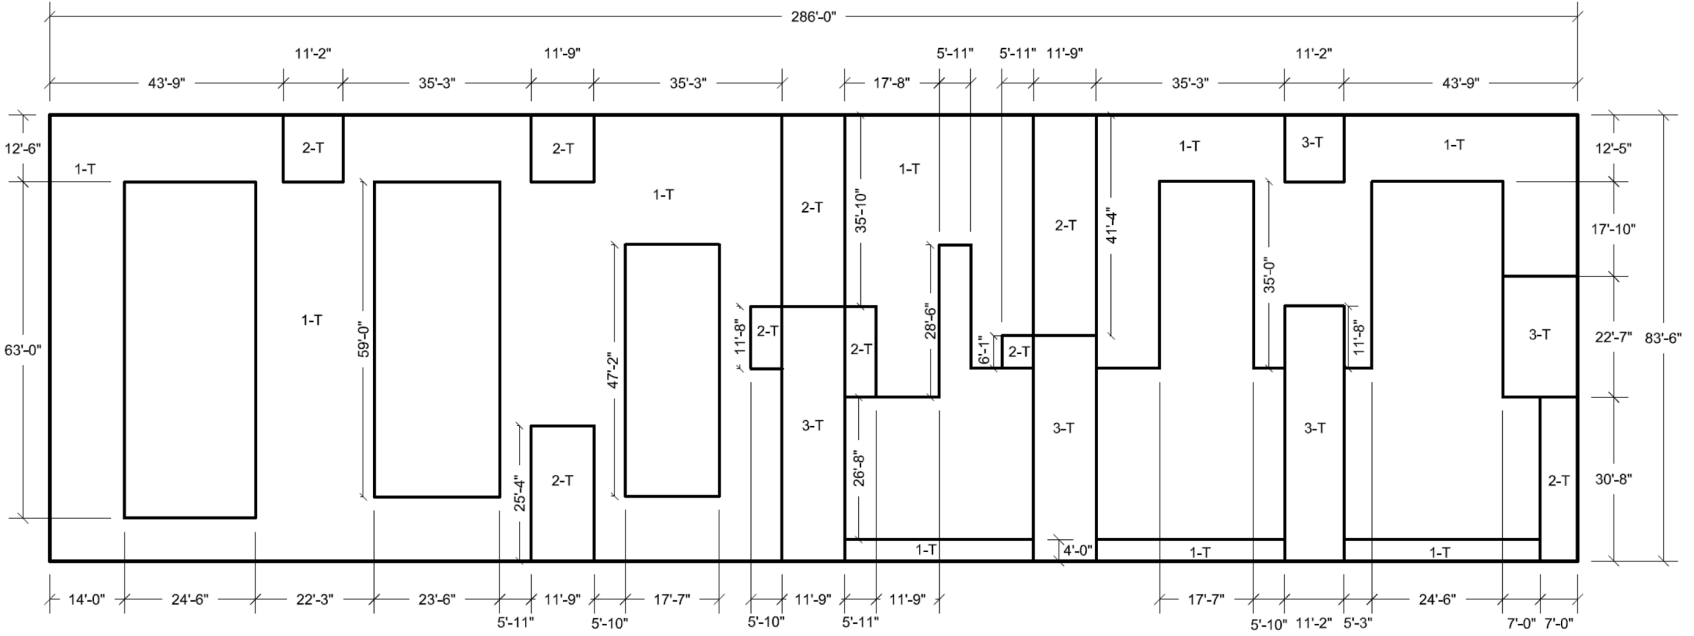 286'-0"
11'-2" 11'-9" 5'-11" 5'-11" 11'-9" 11'-2"
43'-9" 35'-3" 35'-3" 17'-8" 35'-3" 43'-9"
12'-6" 2-T 2-T 3-T 1-T 1-T 12'-5" 
1-T 1-T
1-T 2-T 35'-10" 2-T 41'-4" 17'-10"
35'-0"
1-T 59'-0" 11'-8" 2-T 2-T 28'-6" 6'-1" 2-T 11'-8" 3-T 22'-7" 83'-6"
63'-0" 47'-2"
3-T 3-T 3-T
25'-4" 2-T 26'-8" 2-T 30'-8"
1-T 4'-0" 1-T 1-T
14'-0" 24'-6" 22'-3" 23'-6" 11'-9" 17'-7" 11'-9" 11'-9" 17'-7" 24'-6"
5'-11" 5'-10" 5'-10" 5'-11" 5'-10" 11'-2" 5'-3" 7'-0" 7'-0"